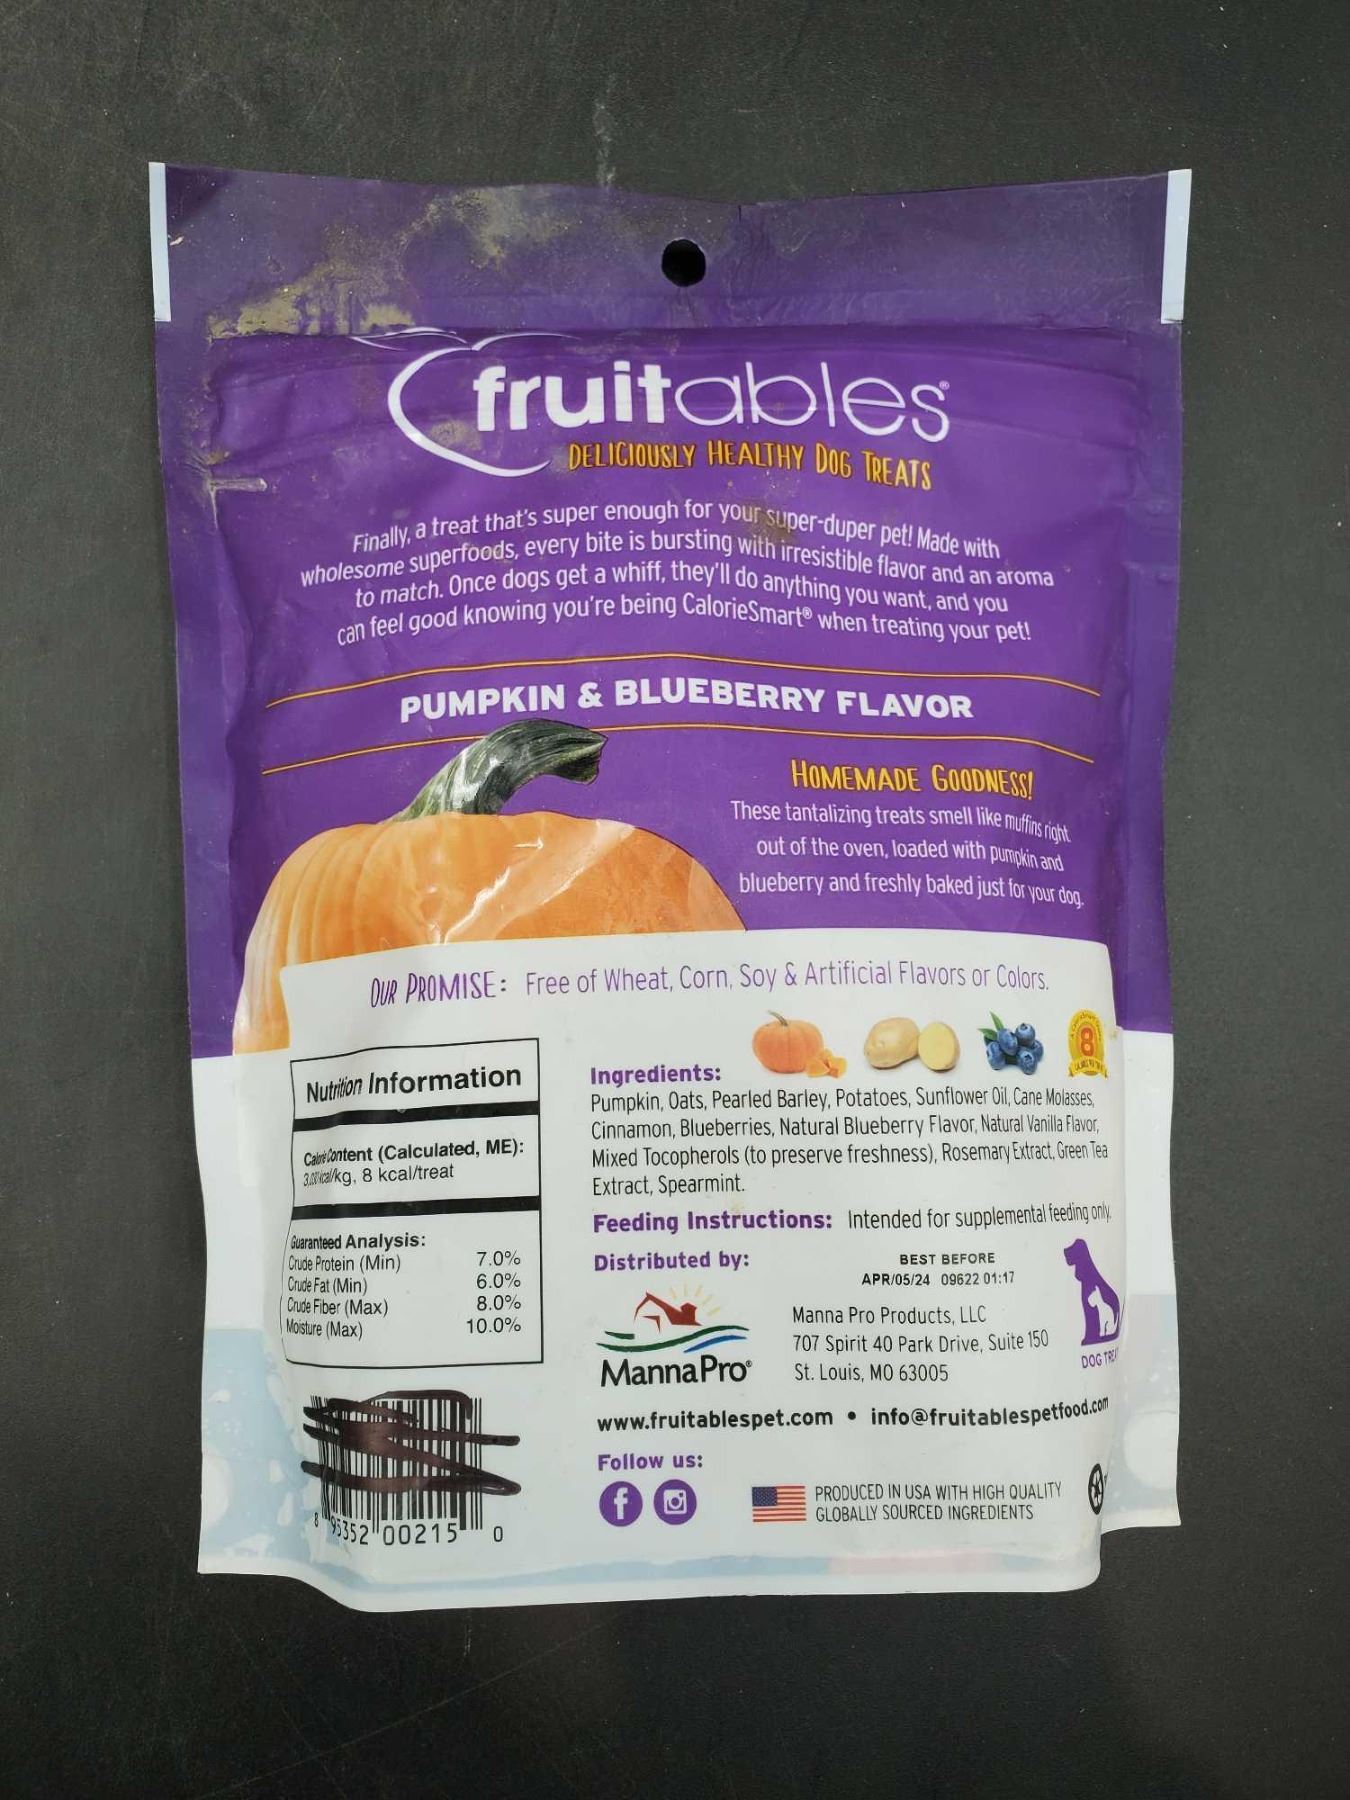 fruitables®
DELICIOUSLY HEALTHY DOG TREATS
Finally, a treat that's super enough for your super-duper pet! Made with
wholesome superfoods, every bite is bursting with irresistible flavor and an aroma
to match. Once dogs get a whiff, they'll do anything you want, and you
can feel good knowing you're being CalorieSmart® when treating your pet!
PUMPKIN & BLUEBERRY FLAVOR
HOMEMADE GOODNESS!
These tantalizing treats smell like muffins right
out of the oven, loaded with pumpkin and
blueberry and freshly baked just for your dog.
OUR PROMISE: Free of Wheat, Corn, Soy & Artificial Flavors or Colors.
8
Nutrition Information
Calorie Content (Calculated, ME):
kcal/kg, 8 kcal/treat
Guaranteed Analysis:
Crude Protein (Min) 7.0%
Crude Fat (Min) 6.0%
Crude Fiber (Max) 8.0%
Moisture (Max) 10.0%
Ingredients:
Pumpkin, Oats, Pearled Barley, Potatoes, Sunflower Oil, Cane Molasses,
Cinnamon, Blueberries, Natural Blueberry Flavor, Natural Vanilla Flavor,
Mixed Tocopherols (to preserve freshness), Rosemary Extract, Green Tea
Extract, Spearmint.
Feeding Instructions: Intended for supplemental feeding only.
Distributed by:
BEST BEFORE
APR/05/24 09622 01:17
MannaPro®
Manna Pro Products, LLC
707 Spirit 40 Park Drive, Suite 150
St. Louis, MO 63005
DOG TREA
www.fruitablespet.com • info@fruitablespetfood.com
Follow us:
PRODUCED IN USA WITH HIGH QUALITY
GLOBALLY SOURCED INGREDIENTS
8 95352 00215 0